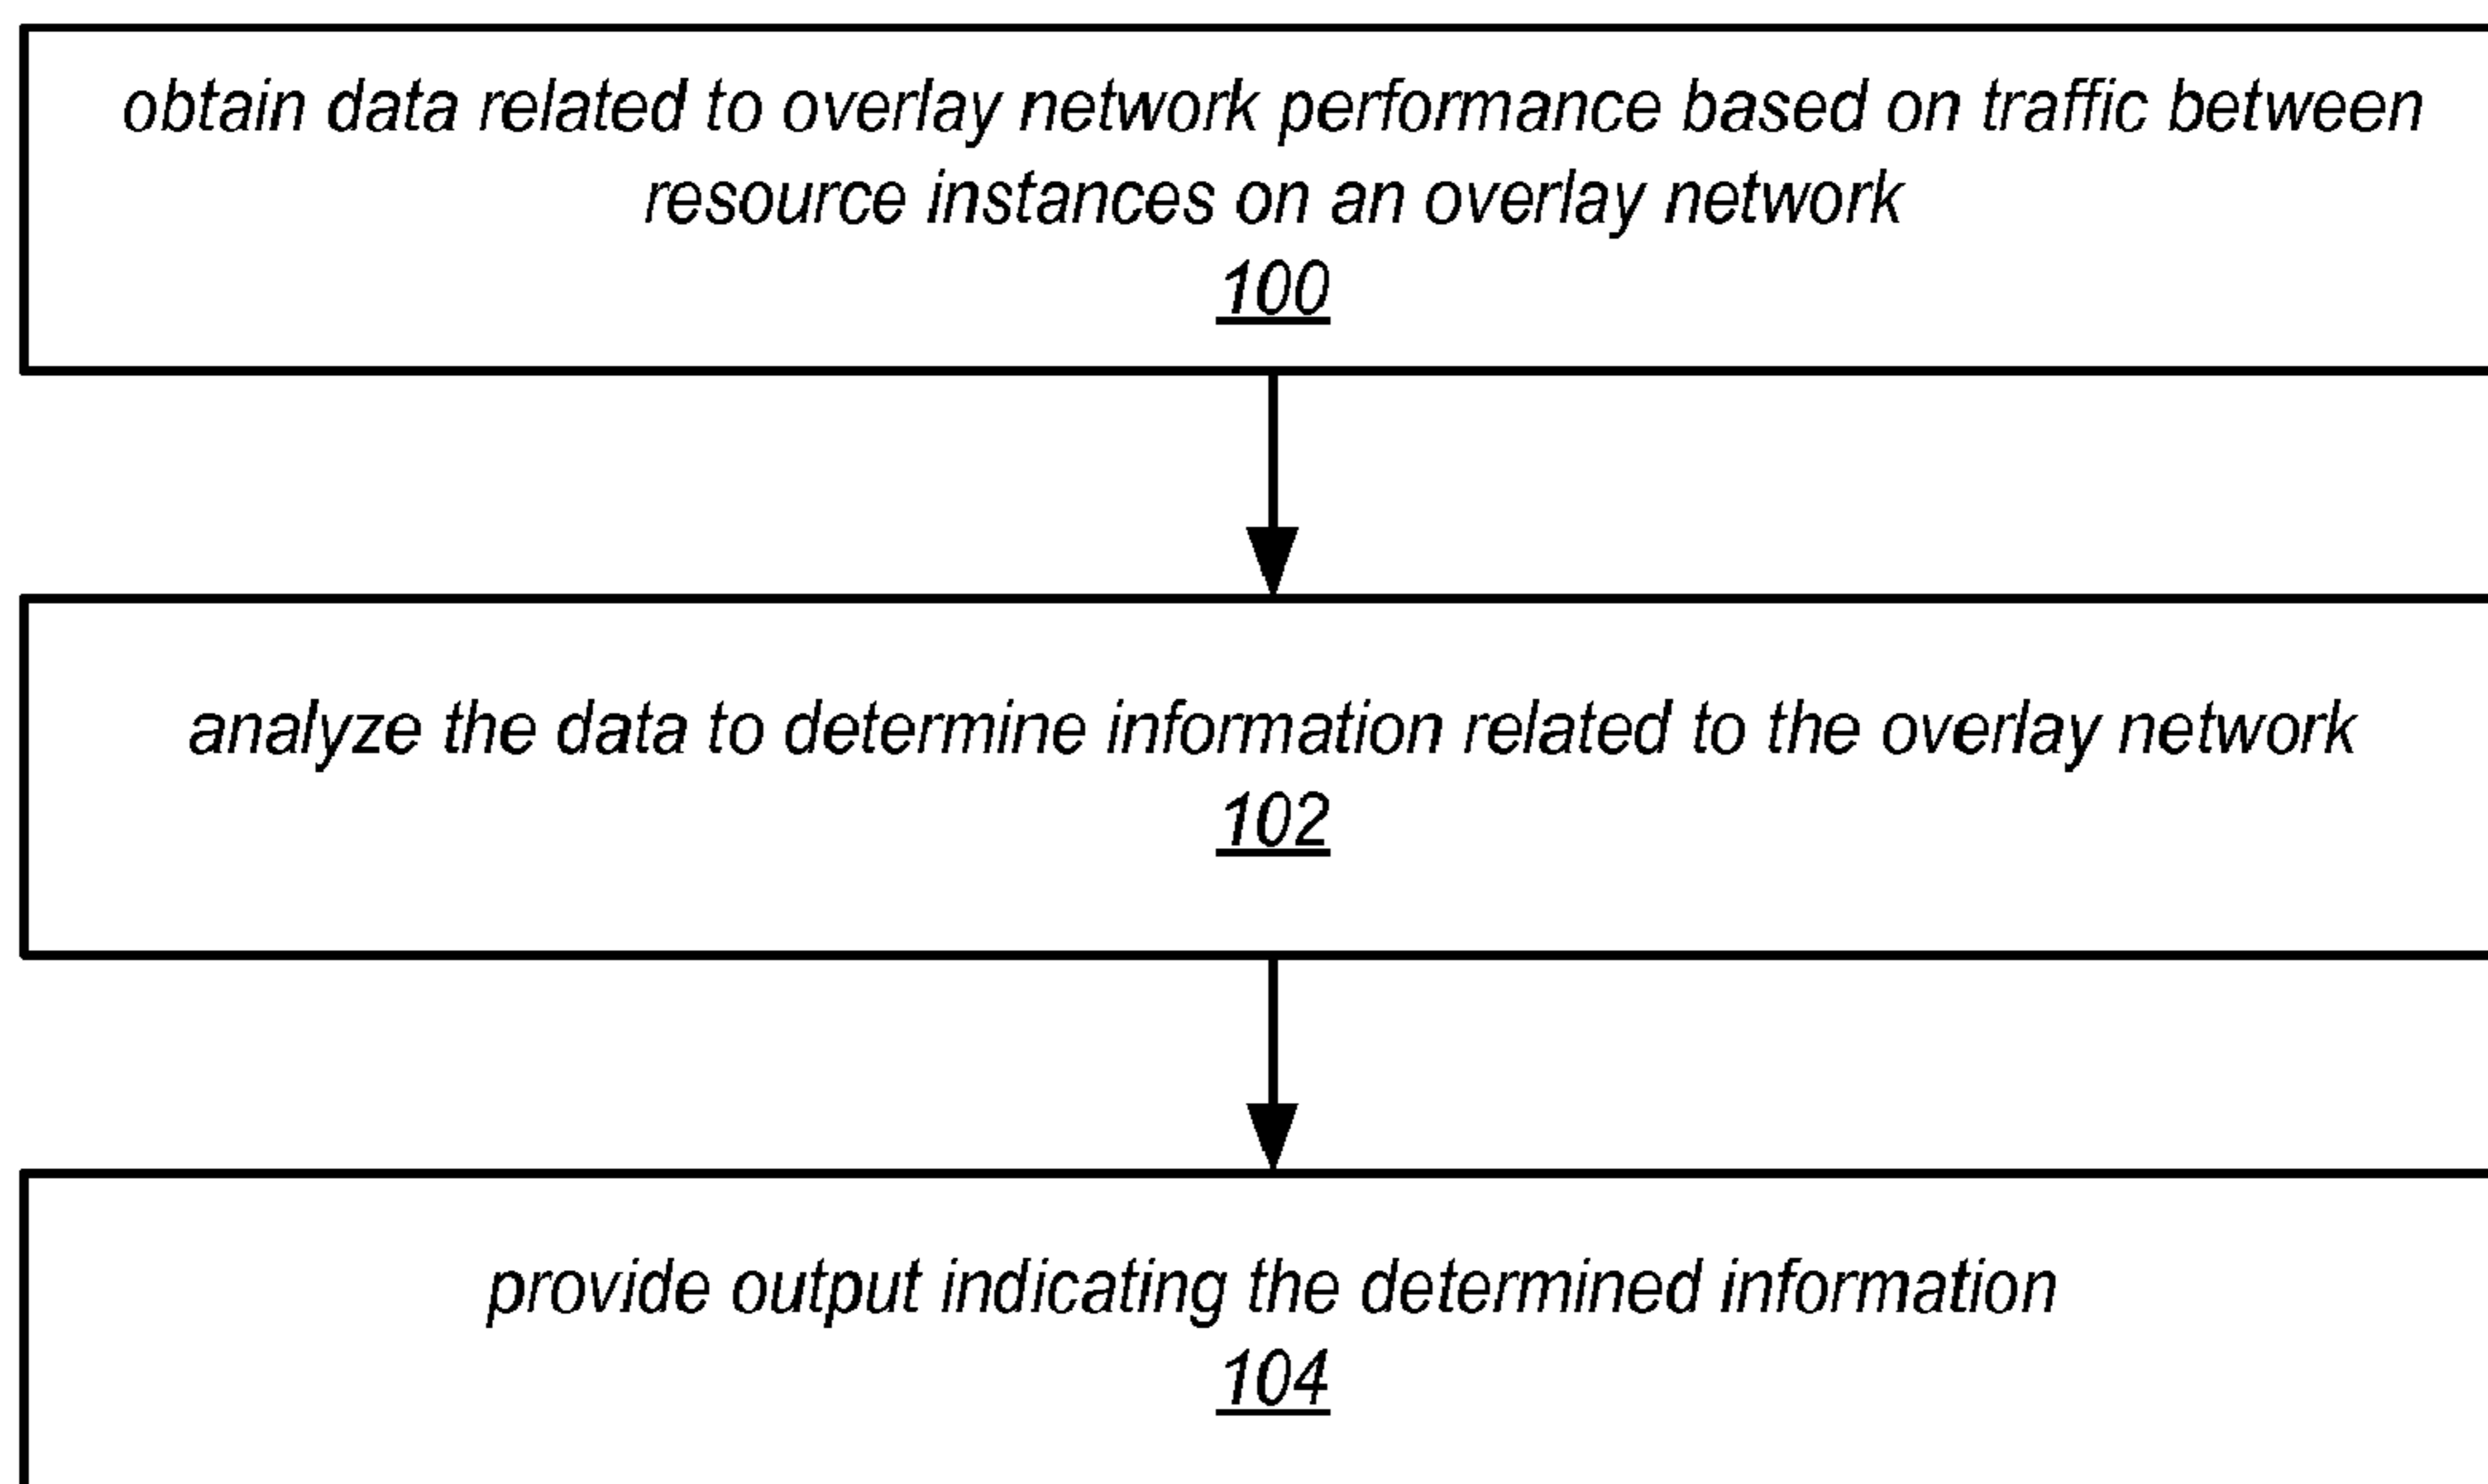 obtain data related to overlay network performance based on traffic between
resource instances on an overlay network
100
analyze the data to determine information related to the overlay network
102
provide output indicating the determined information
104